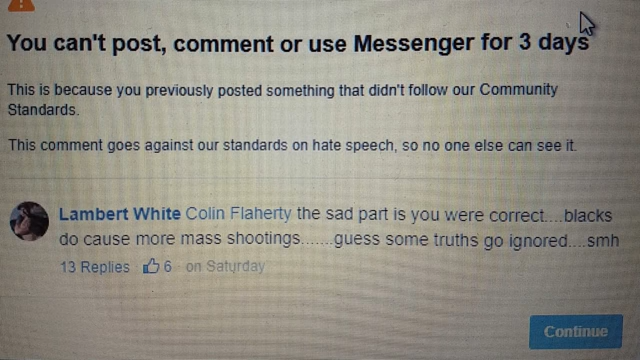 You can't post, comment or use Messenger for 3 days
This is because you previously posted something that didn't follow our Community
Standards.
This comment goes against our standards on hate speech, so no one else can see it.
Lambert White Colin Flaherty the sad part is you were correct....blacks
do cause more mass shootings.......guess some truths go ignored....smh
13 Replies 6 on Saturday
Continue